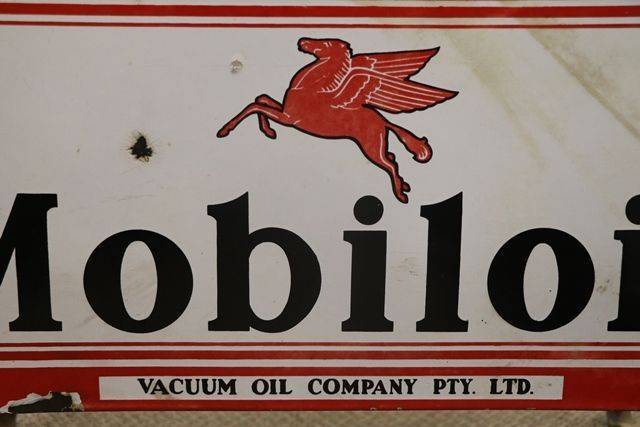 Mobiloi
VACUUM OIL COMPANY PTY. LTD.